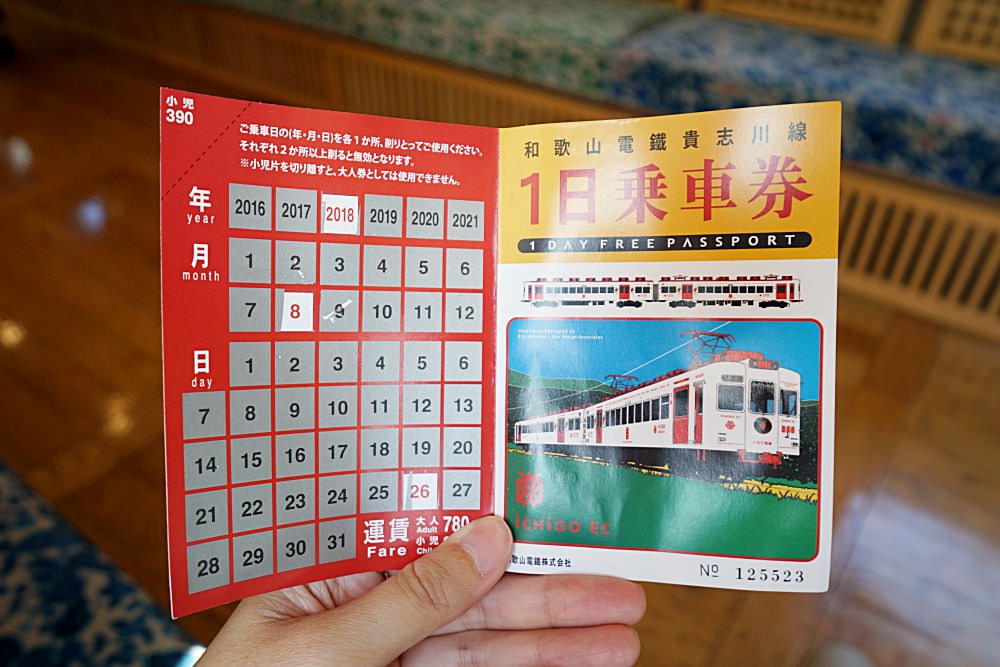 小児
390
ご乗車日の(年・月・日)を各1か所、削りとってご使用ください。
それぞれ2か所以上削ると無効となります。
※小児片を切り離すと、大人券としては使用できません。
年
year
2016 2017 2018 2019 2020 2021
月
month
1 2 3 4 5 6
7 8 9 10 11 12
日
day
1 2 3 4 5 6
7 8 9 10 11 12 13
14 15 16 17 18 19 20
21 22 23 24 25 26 27
28 29 30 31
運賃
Fare
大人
Adult
780
小児
和歌山電鐵貴志川線
1日乗車券
1 DAY FREE PASSPORT
ICHIGO EC
歌山電鐵株式会社
No 125523